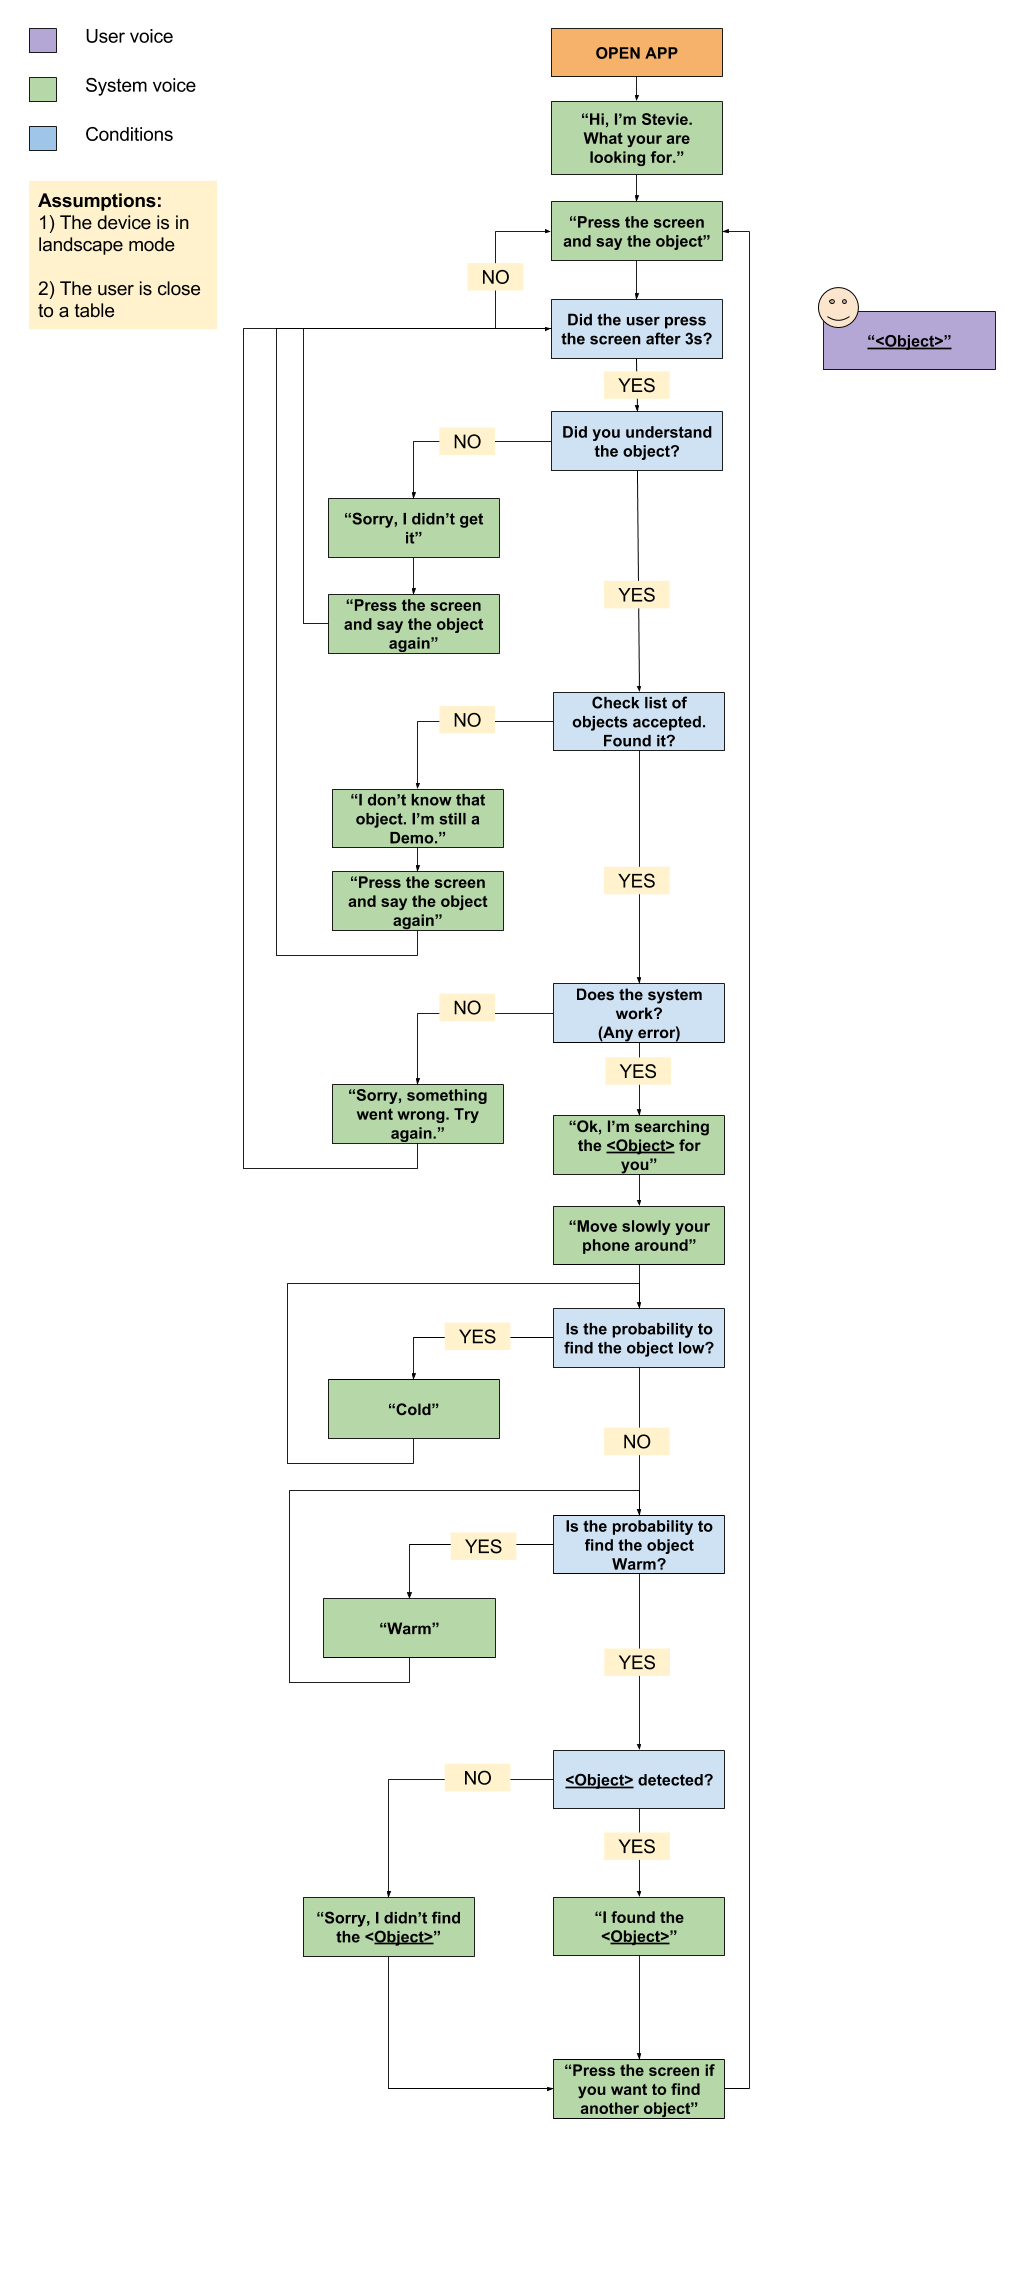 User voice
System voice
Conditions
Assumptions:
1) The device is in
landscape mode
2) The user is close
to a table
OPEN APP
“Hi, I’m Stevie.
What your are
looking for.”
“Press the screen
and say the object”
NO
Did the user press
the screen after 3s?
“<Object>”
YES
Did you understand
the object?
NO
“Sorry, I didn’t get
it”
“Press the screen
and say the object
again”
YES
Check list of
objects accepted.
Found it?
NO
“I don’t know that
object. I’m still a
Demo.”
“Press the screen
and say the object
again”
YES
Does the system
work?
(Any error)
NO
“Sorry, something
went wrong. Try
again.”
YES
“Ok, I’m searching
the <Object> for
you”
“Move slowly your
phone around”
Is the probability to
find the object low?
YES
“Cold”
NO
Is the probability to
find the object
Warm?
YES
“Warm”
YES
<Object> detected?
NO
YES
“Sorry, I didn’t find
the <Object>”
“I found the
<Object>”
“Press the screen if
you want to find
another object”